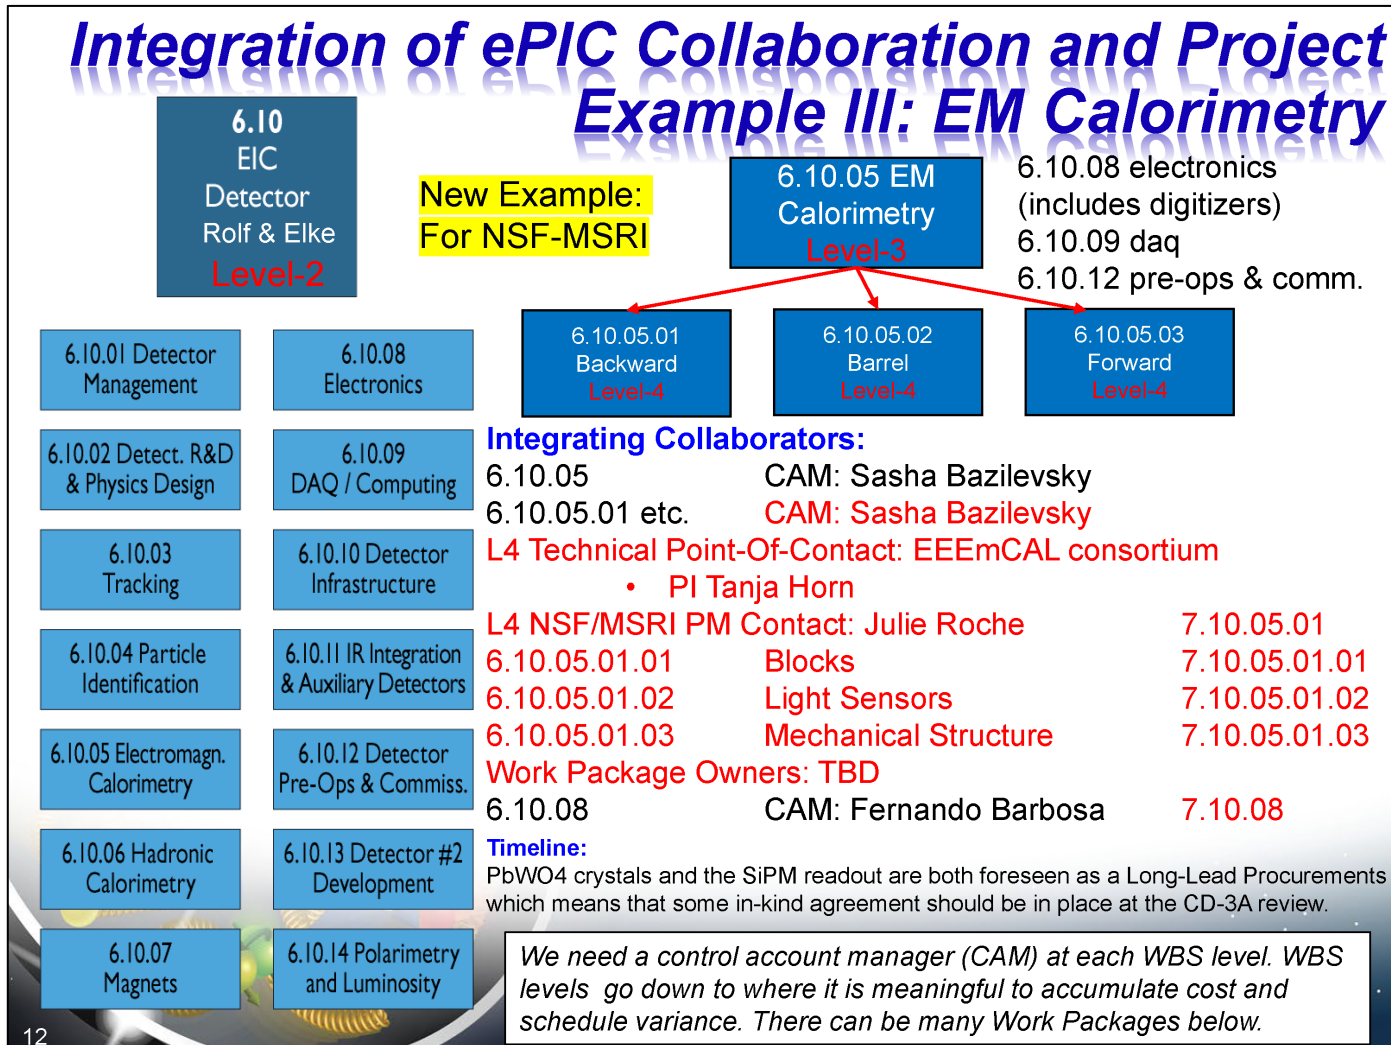 Integration of ePIC Collaboration and Project
Example III: EM Calorimetry
6.10
EIC
Detector
Rolf & Elke
Level-2
New Example:
For NSF-MSRI
6.10.05 EM
Calorimetry
Level-3
6.10.08 electronics
(includes digitizers)
6.10.09 daq
6.10.12 pre-ops & comm.
6.10.05.01
Backward
Level-4
6.10.05.02
Barrel
Level-4
6.10.05.03
Forward
Level-4
6.10.01 Detector
Management
6.10.08
Electronics
6.10.02 Detect. R&D
& Physics Design
6.10.09
DAQ / Computing
6.10.03
Tracking
6.10.10 Detector
Infrastructure
6.10.04 Particle
Identification
6.10.11 IR Integration
& Auxiliary Detectors
6.10.05 Electromagn.
Calorimetry
6.10.12 Detector
Pre-Ops & Commiss.
6.10.06 Hadronic
Calorimetry
6.10.13 Detector #2
Development
6.10.07
Magnets
6.10.14 Polarimetry
and Luminosity
Integrating Collaborators:
6.10.05 CAM: Sasha Bazilevsky
6.10.05.01 etc. CAM: Sasha Bazilevsky
L4 Technical Point-Of-Contact: EEEmCAL consortium
• PI Tanja Horn
L4 NSF/MSRI PM Contact: Julie Roche 7.10.05.01
6.10.05.01.01 Blocks 7.10.05.01.01
6.10.05.01.02 Light Sensors 7.10.05.01.02
6.10.05.01.03 Mechanical Structure 7.10.05.01.03
Work Package Owners: TBD
6.10.08 CAM: Fernando Barbosa 7.10.08
Timeline:
PbWO4 crystals and the SiPM readout are both foreseen as a Long-Lead Procurements
which means that some in-kind agreement should be in place at the CD-3A review.
We need a control account manager (CAM) at each WBS level. WBS
levels go down to where it is meaningful to accumulate cost and
schedule variance. There can be many Work Packages below.
12